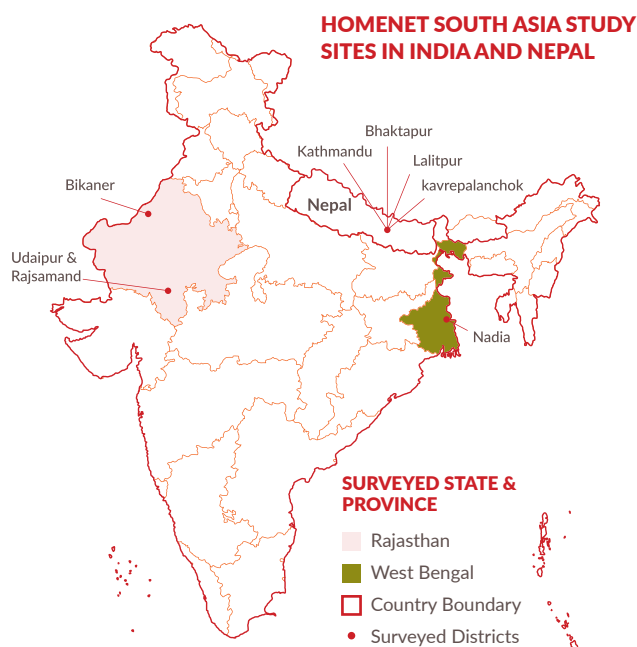 HOMENET SOUTH ASIA STUDY
SITES IN INDIA AND NEPAL
Bhaktapur
Kathmandu
Lalitpur
kavrepalanchok
Bikaner
Nepal
Udaipur &
Rajsamand
Nadia
SURVEYED STATE &
PROVINCE
Rajasthan
West Bengal
Country Boundary
Surveyed Districts